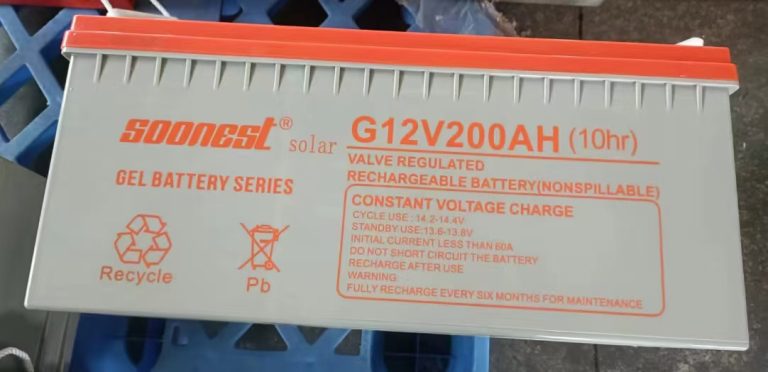 soonest® solar
GEL BATTERY SERIES
Recycle
Pb
G12V200AH (10hr)
VALVE REGULATED
RECHARGEABLE BATTERY(NONSPILLABLE)
CONSTANT VOLTAGE CHARGE
CYCLE USE : 14.2-14.4V
STANDBY USE:13.6-13.8V
INITIAL CURRENT LESS THAN 60A
DO NOT SHORT CIRCUIT THE BATTERY
RECHARGE AFTER USE
WARNING:
FULLY RECHARGE EVERY SIX MONTHS FOR MAINTENANCE